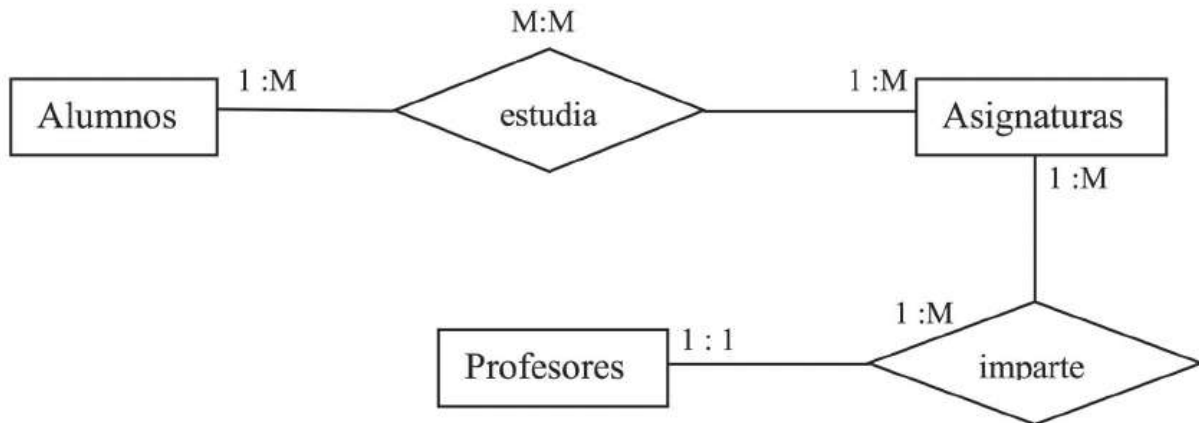 M:M
1 :M
1 :M
Alumnos
estudia
Asignaturas
1 :M
1 :M
1 : 1
Profesores
imparte